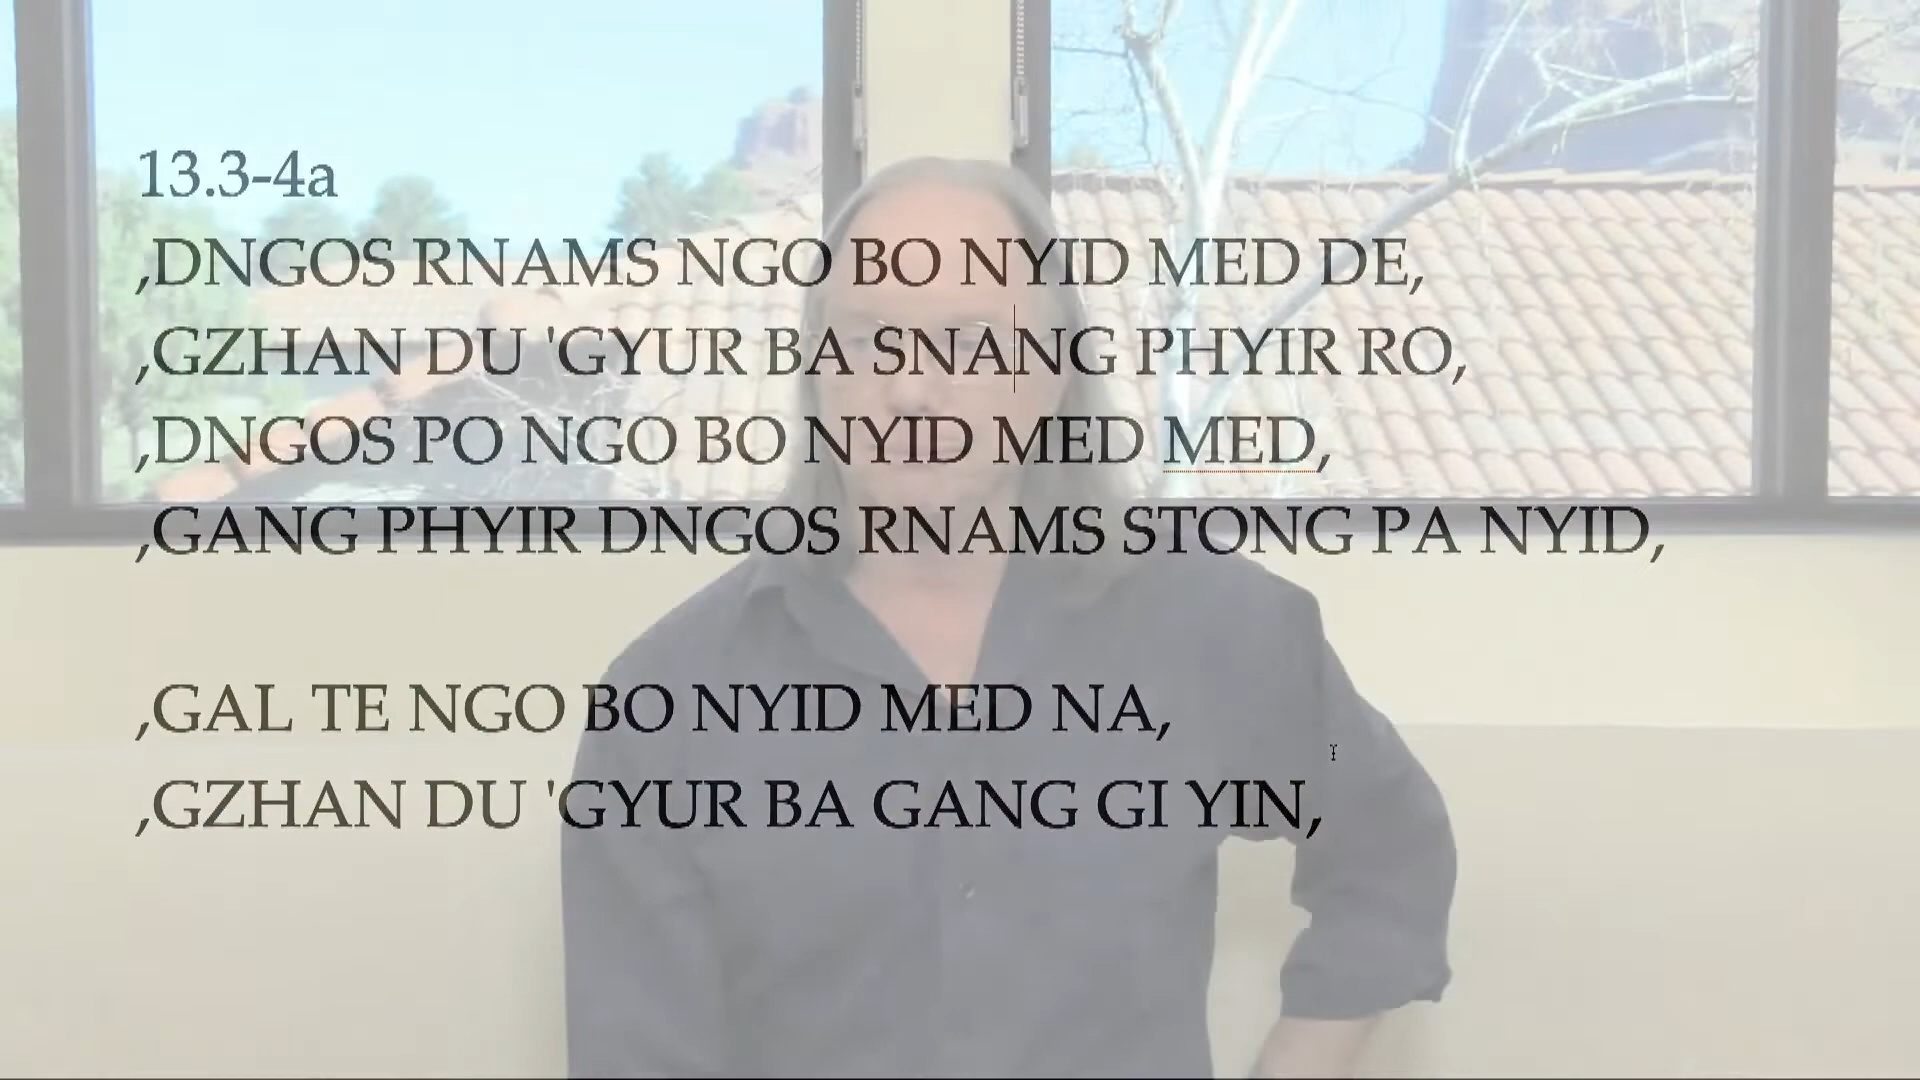 13.3-4a
,DNGOS RNAMS NGO BO NYID MED DE,
,GZHAN DU 'GYUR BA SNANG PHYIR RO,
,DNGOS PO NGO BO NYID MED MED,
,GANG PHYIR DNGOS RNAMS STONG PA NYID,
,GAL TE NGO BO NYID MED NA,
,GZHAN DU 'GYUR BA GANG GI YIN,